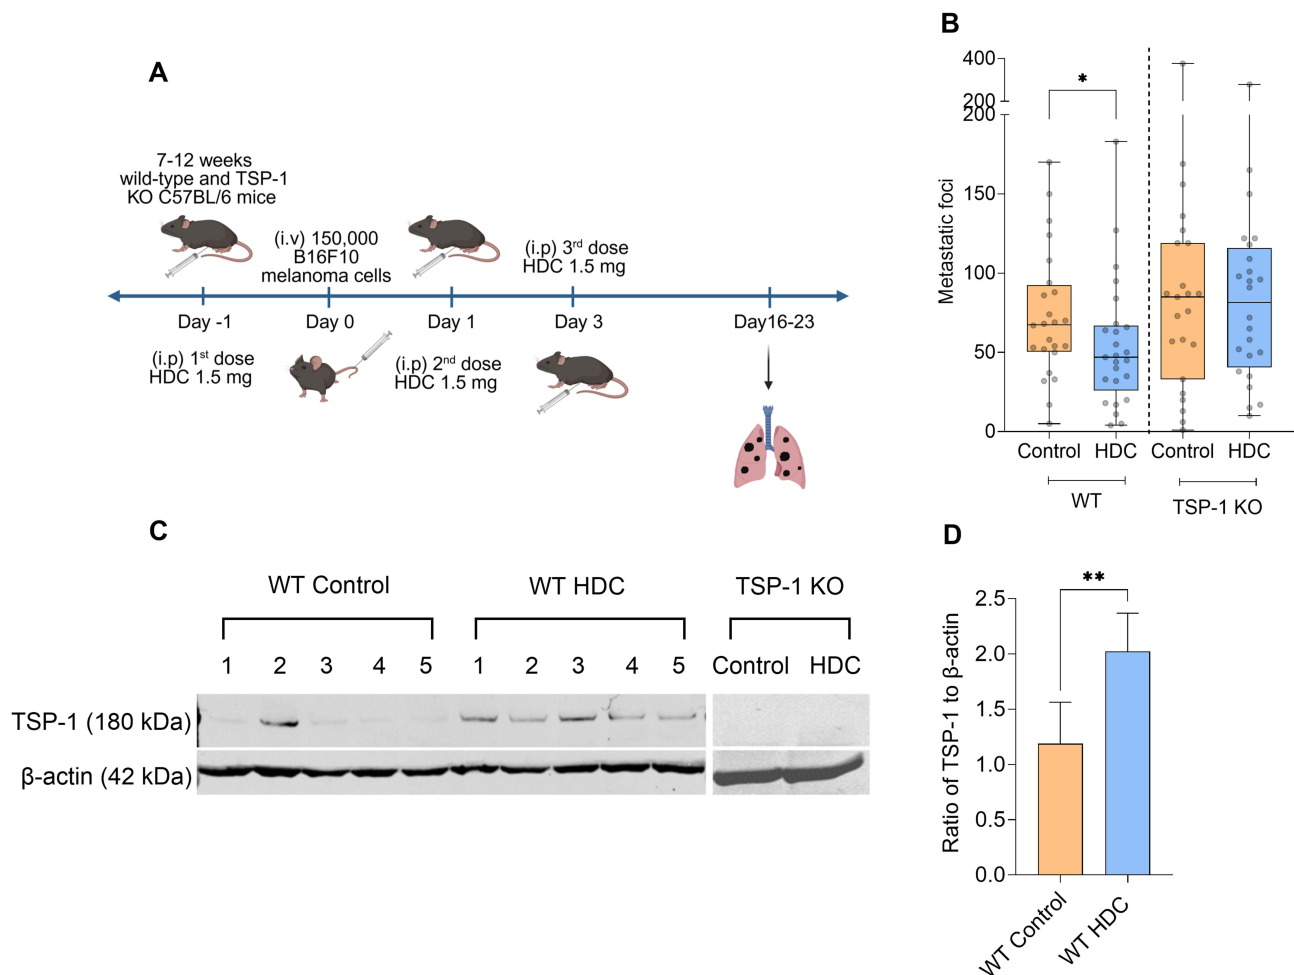 A
7-12 weeks
wild-type and TSP-1
KO C57BL/6 mice
(i.v) 150,000
B16F10
melanoma cells
(i.p) 3rd dose
HDC 1.5 mg
Day -1
Day 0
Day 1
Day 3
Day16-23
(i.p) 1st dose
HDC 1.5 mg
(i.p) 2nd dose
HDC 1.5 mg
B
Metastatic foci
400
200
200
150
100
50
0
*
Control
HDC
Control
HDC
WT
TSP-1 KO
C
WT Control
WT HDC
TSP-1 KO
1 2 3 4 5 1 2 3 4 5 Control HDC
TSP-1 (180 kDa)
β-actin (42 kDa)
D
Ratio of TSP-1 to β-actin
2.5
2.0
1.5
1.0
0.5
0.0
**
WT Control
WT HDC